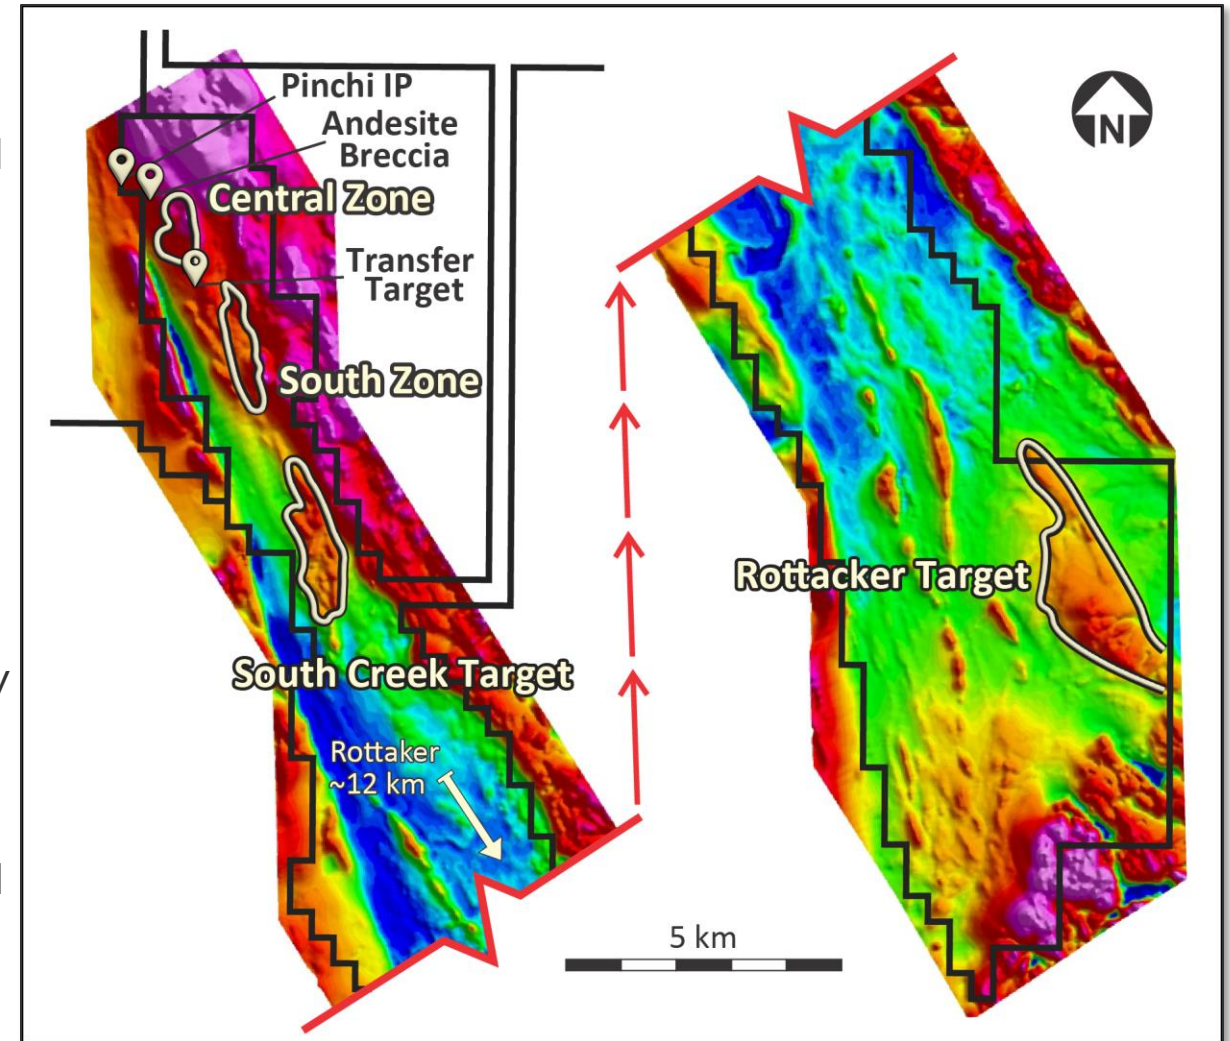 Pinchi IP
Andesite
Breccia
Central Zone
N
Transfer
Target
South Zone
Rottacker Target
South Creek Target
Rottaker
~12 km
5 km